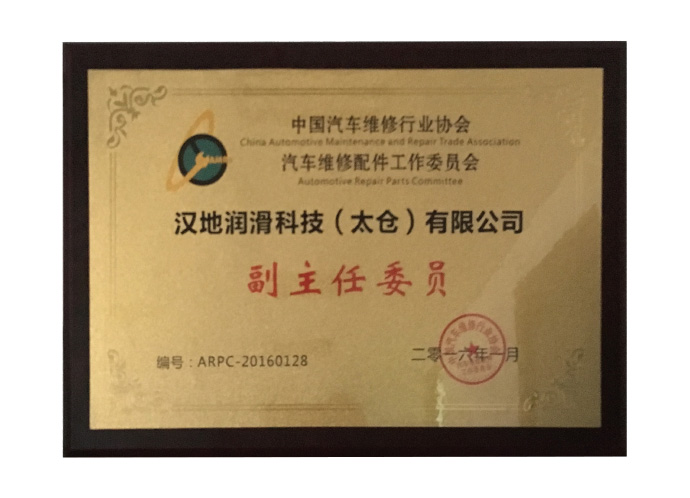 中国汽车维修行业协会
China Automotive Maintenance and Repair Trade Association
汽车维修配件工作委员会
Automotive Repair Parts Committee
汉地润滑科技（太仓）有限公司
副主任委员
编号：ARPC-20160128
二零一六年一月